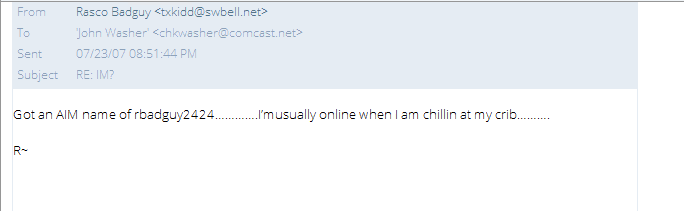 From Rasco Badguy <txkidd@swbell.net>
To 'John Washer' <chkwasher@comcast.net>
Sent 07/23/07 08:51:44 PM
Subject RE: IM?
Got an AIM name of rbadguy2424.............I'musually online when I am chillin at my crib..........
R~